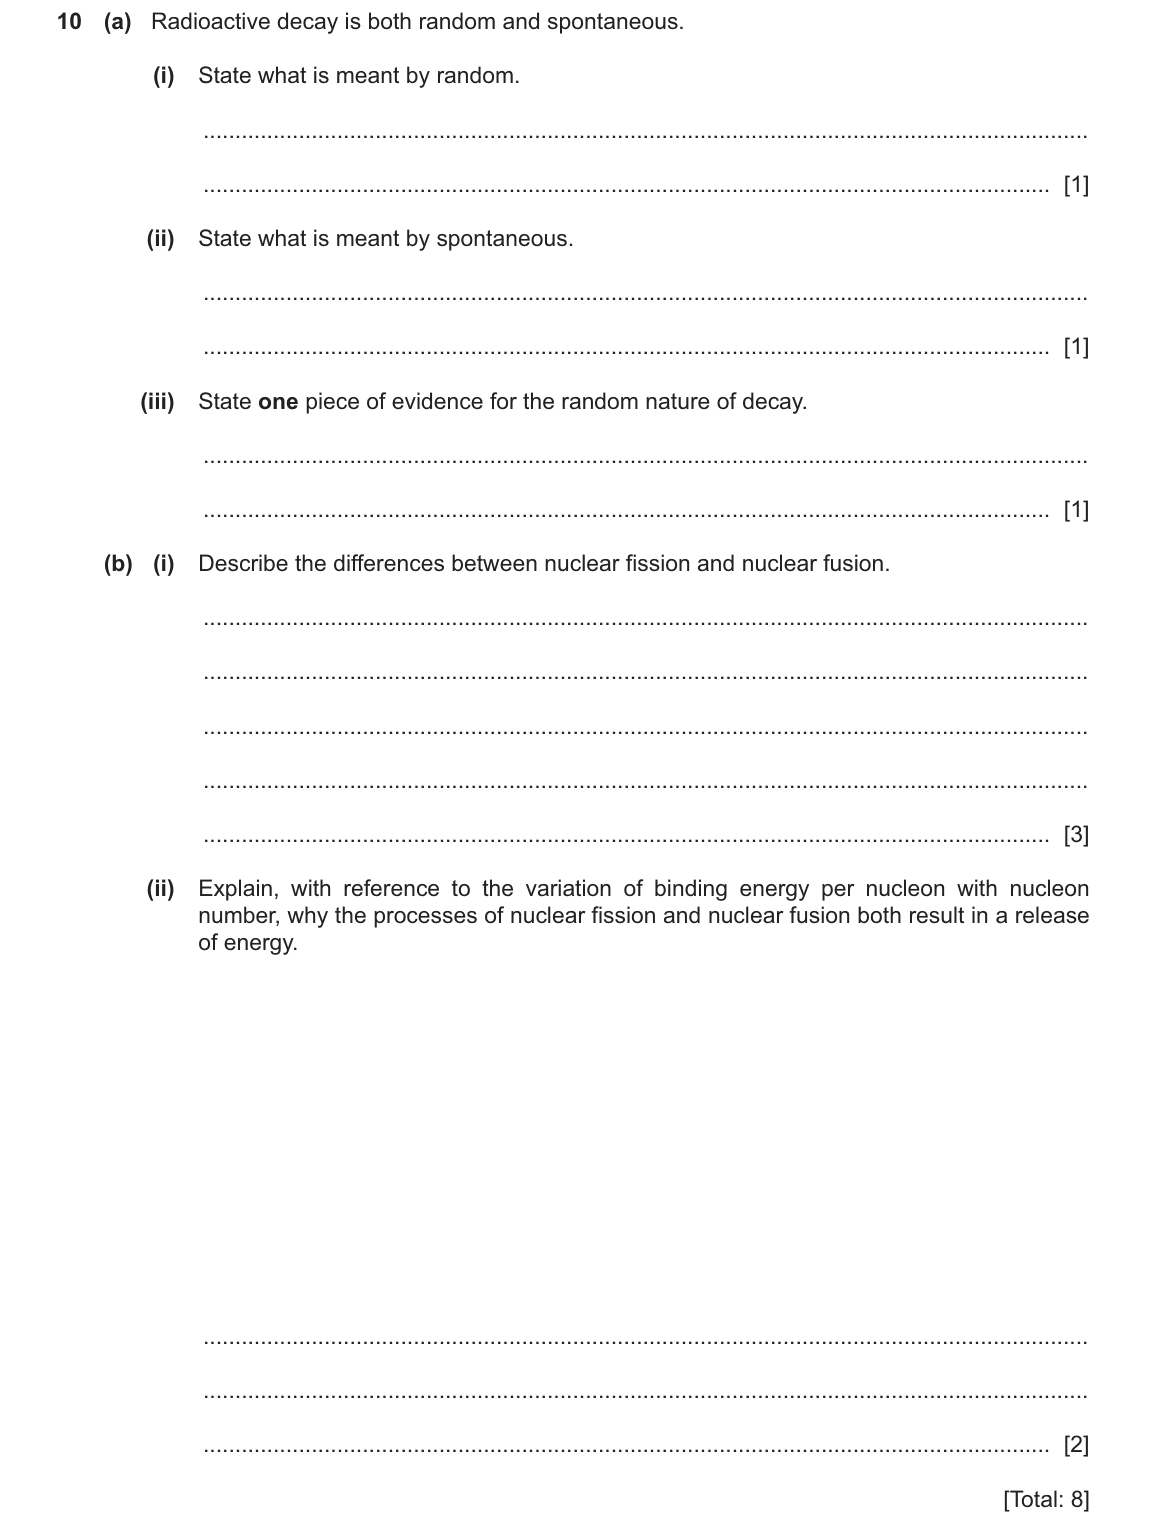 10 (a) Radioactive decay is both random and spontaneous.
(i) State what is meant by random.
..........................................................................................................................................
.................................................................................................................................... [1]
(ii) State what is meant by spontaneous.
..........................................................................................................................................
.................................................................................................................................... [1]
(iii) State one piece of evidence for the random nature of decay.
..........................................................................................................................................
.................................................................................................................................... [1]
(b) (i) Describe the differences between nuclear fission and nuclear fusion.
..........................................................................................................................................
..........................................................................................................................................
..........................................................................................................................................
..........................................................................................................................................
.................................................................................................................................... [3]
(ii) Explain, with reference to the variation of binding energy per nucleon with nucleon
number, why the processes of nuclear fission and nuclear fusion both result in a release
of energy.
..........................................................................................................................................
..........................................................................................................................................
.................................................................................................................................... [2]
[Total: 8]